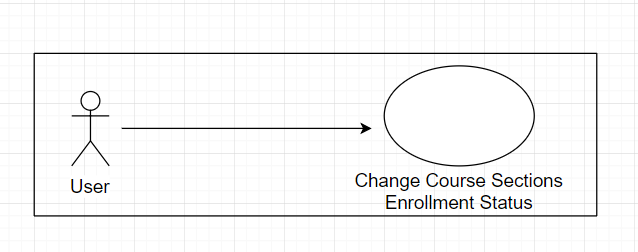 User
Change Course Sections
Enrollment Status